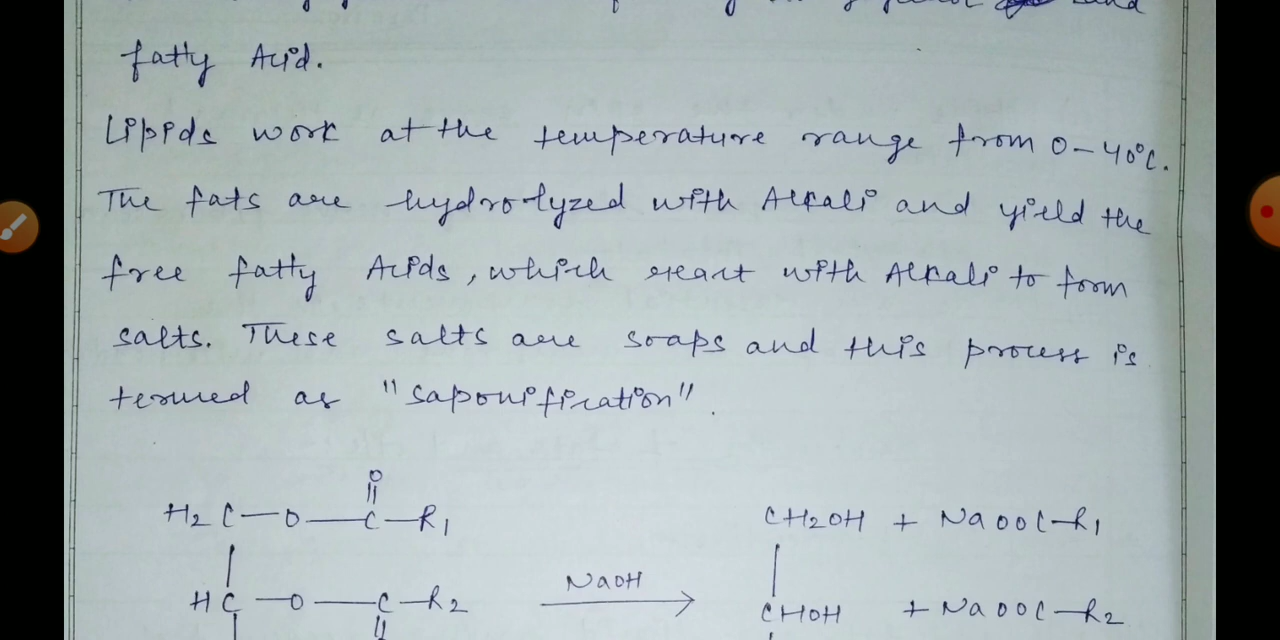 fatty Acid.
Lipids work at the temperature range from 0-40°C.
The fats are hydrolyzed with Alkali and yield the
free fatty Acids, which react with Alkali to form
salts. These salts are soaps and this process is
termed as "saponification".
O
||
H2C—O—C—R1 CH2OH + NaOOC—R1
NaOH
HC—O—C—R2 CHOH + NaOOC—R2
||